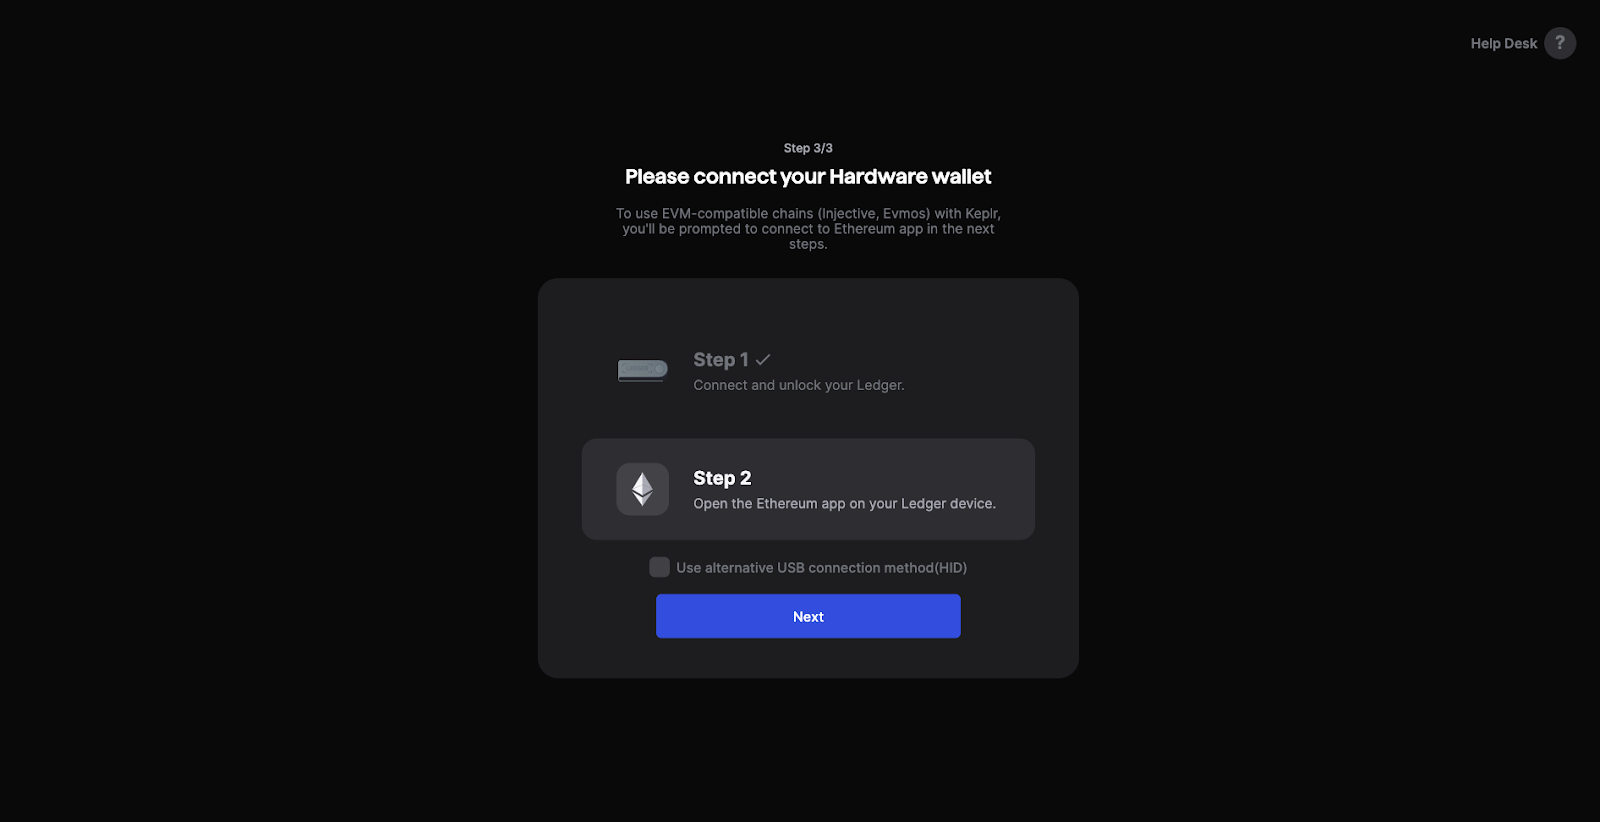 Help Desk ?
Step 3/3
Please connect your Hardware wallet
To use EVM-compatible chains (Injective, Evmos) with Keplr,
you'll be prompted to connect to Ethereum app in the next
steps.
Step 1
Connect and unlock your Ledger.
Step 2
Open the Ethereum app on your Ledger device.
Use alternative USB connection method(HID)
Next